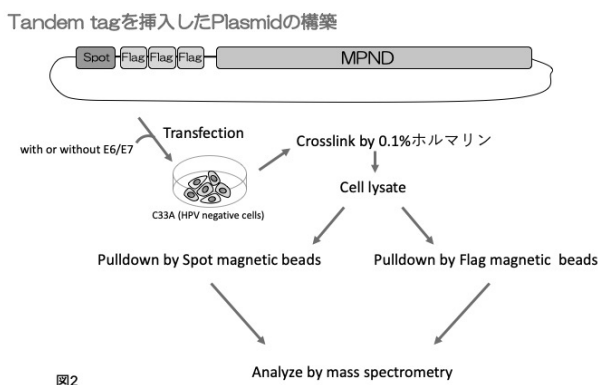 Tandem tagを挿入したPlasmidの構築
Spot Flag Flag Flag MPND
with or without E6/E7
Transfection
C33A (HPV negative cells)
Crosslink by 0.1%ホルマリン
Cell lysate
Pulldown by Spot magnetic beads
Pulldown by Flag magnetic beads
Analyze by mass spectrometry
図2